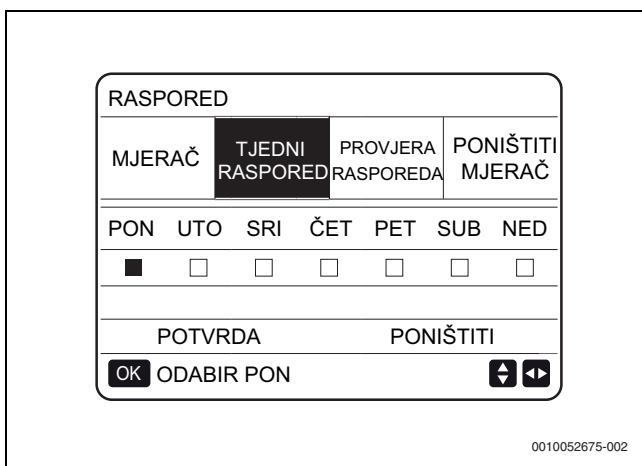 RASPORED
MJERAČ TJEDNI RASPORED PROVJERA RASPOREDA PONIŠTITI MJERAČ
PON UTO SRI ČET PET SUB NED
POTVRDA PONIŠTITI
OK ODABIR PON
0010052675-002